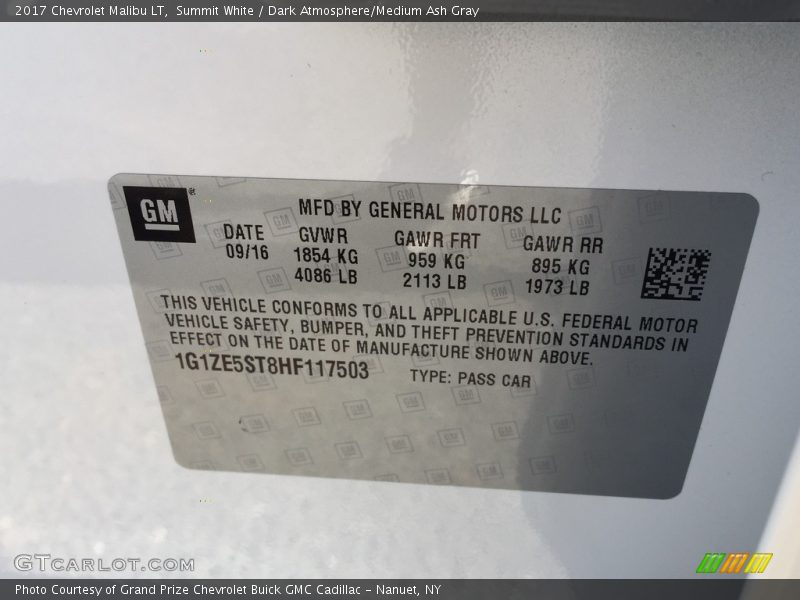 2017 Chevrolet Malibu LT, Summit White / Dark Atmosphere/Medium Ash Gray
GM®
MFD BY GENERAL MOTORS LLC
DATE GVWR GAWR FRT GAWR RR
09/16 1854 KG 959 KG 895 KG
4086 LB 2113 LB 1973 LB
THIS VEHICLE CONFORMS TO ALL APPLICABLE U.S. FEDERAL MOTOR
VEHICLE SAFETY, BUMPER, AND THEFT PREVENTION STANDARDS IN
EFFECT ON THE DATE OF MANUFACTURE SHOWN ABOVE.
1G1ZE5ST8HF117503 TYPE: PASS CAR
GTCARLOT.COM
Photo Courtesy of Grand Prize Chevrolet Buick GMC Cadillac - Nanuet, NY